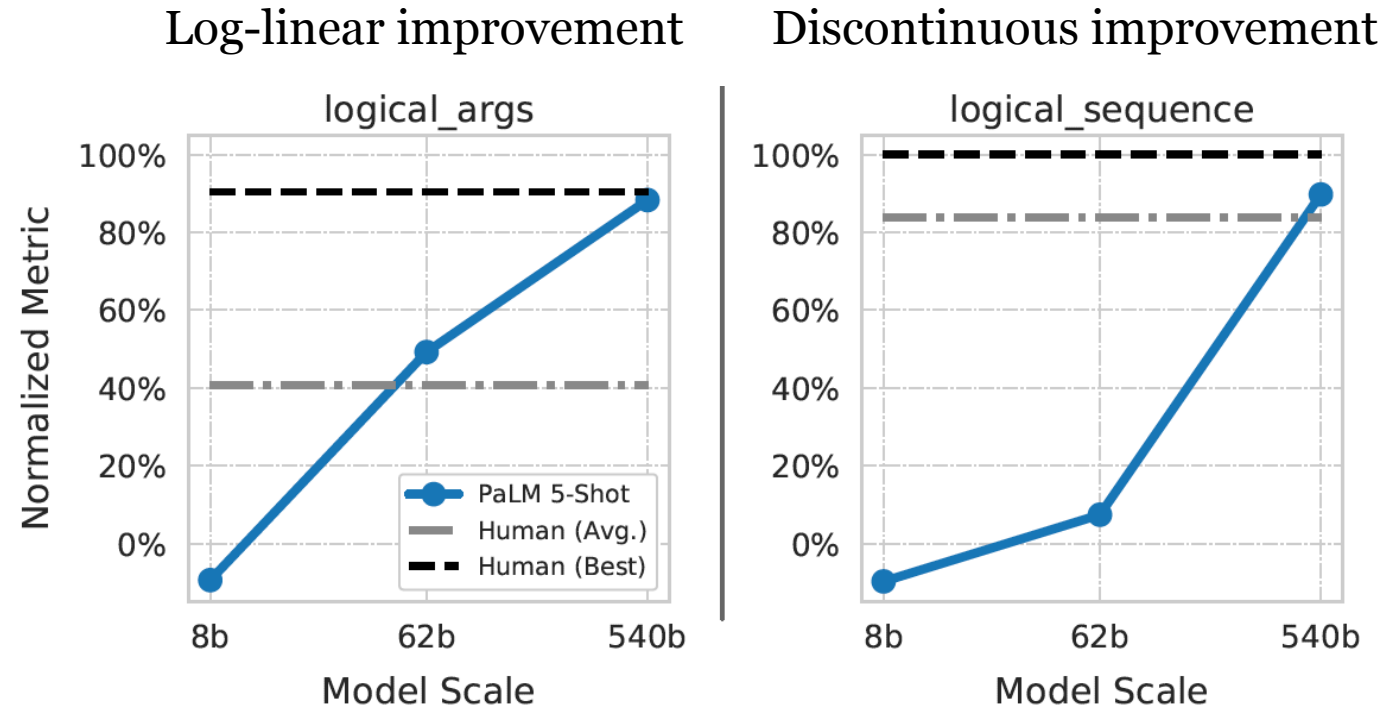 Log-linear improvement
Discontinuous improvement
logical_args
100%
80%
60%
40%
20%
0%
Normalized Metric
PaLM 5-Shot
Human (Avg.)
Human (Best)
8b 62b 540b
Model Scale
logical_sequence
100%
80%
60%
40%
20%
0%
8b 62b 540b
Model Scale